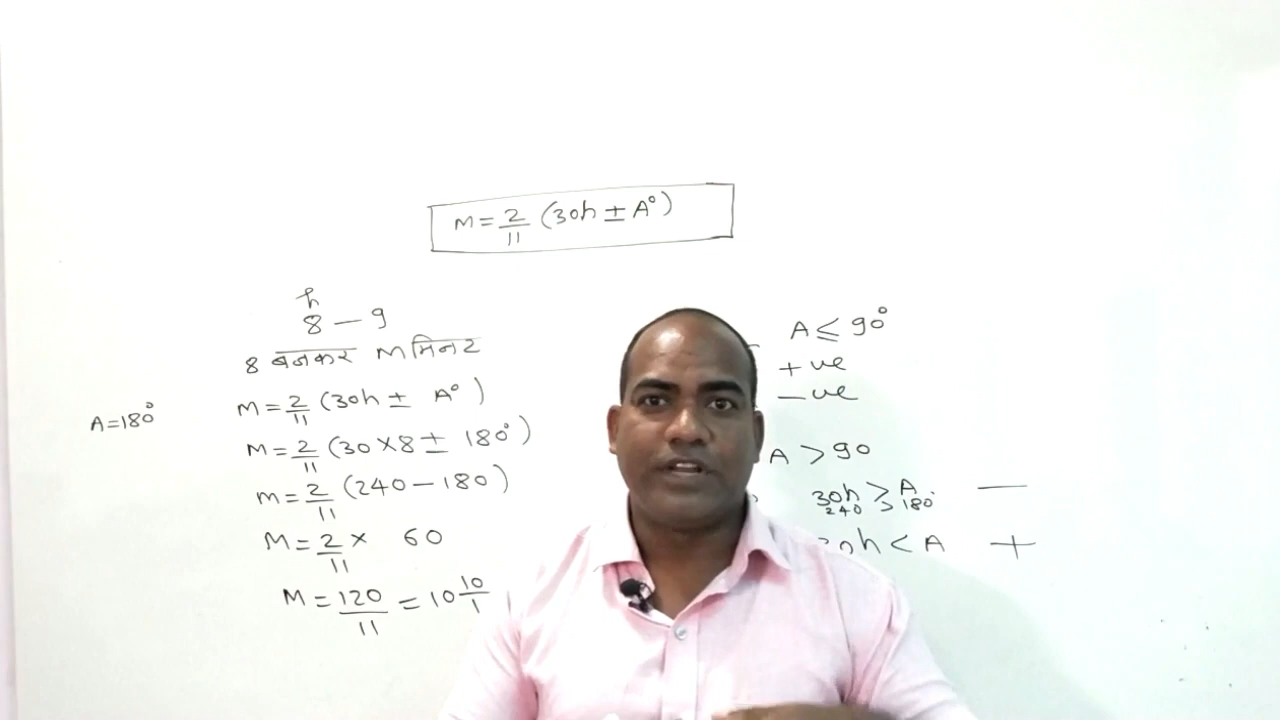 M = 2/11 (30h ± A°)
h
8 — 9
8 बजकर M मिनट
A=180°
M = 2/11 (30h ± A°)
M = 2/11 (30×8 ± 180°)
M = 2/11 (240 – 180)
M = 2/11 × 60
M = 120/11 = 10 10/1
A ⩽ 90°
+ve
–ve
A > 90
30h ⩾ A —
240 180°
30h < A +